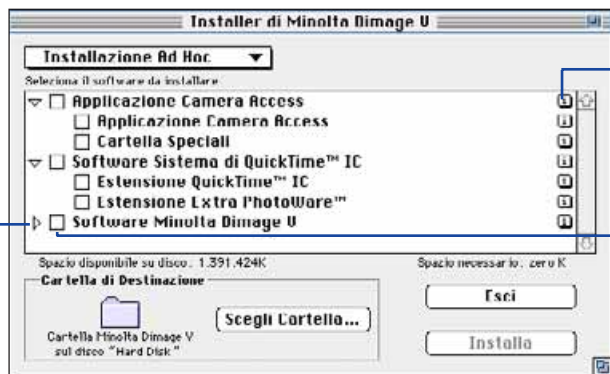 Installer di Minolta Dimage V
Installazione Ad Hoc
Seleziona il software da installare
Applicazione Camera Access
Applicazione Camera Access
Cartella Speciali
Software Sistema di QuickTime™ IC
Estensione QuickTime™ IC
Estensione Extra PhotoWare™
Software Minolta Dimage V
Spazio disponibile su disco: 1.391.424K
Spazio necessario: zero K
Cartella di Destinazione
Cartella Minolta Dimage V
sul disco "Hard Disk"
Scegli Cartella...
Esci
Installa